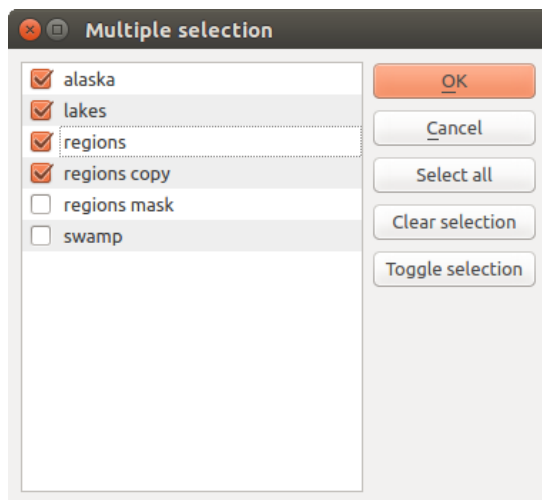 Multiple selection
alaska
lakes
regions
regions copy
regions mask
swamp
OK
Cancel
Select all
Clear selection
Toggle selection